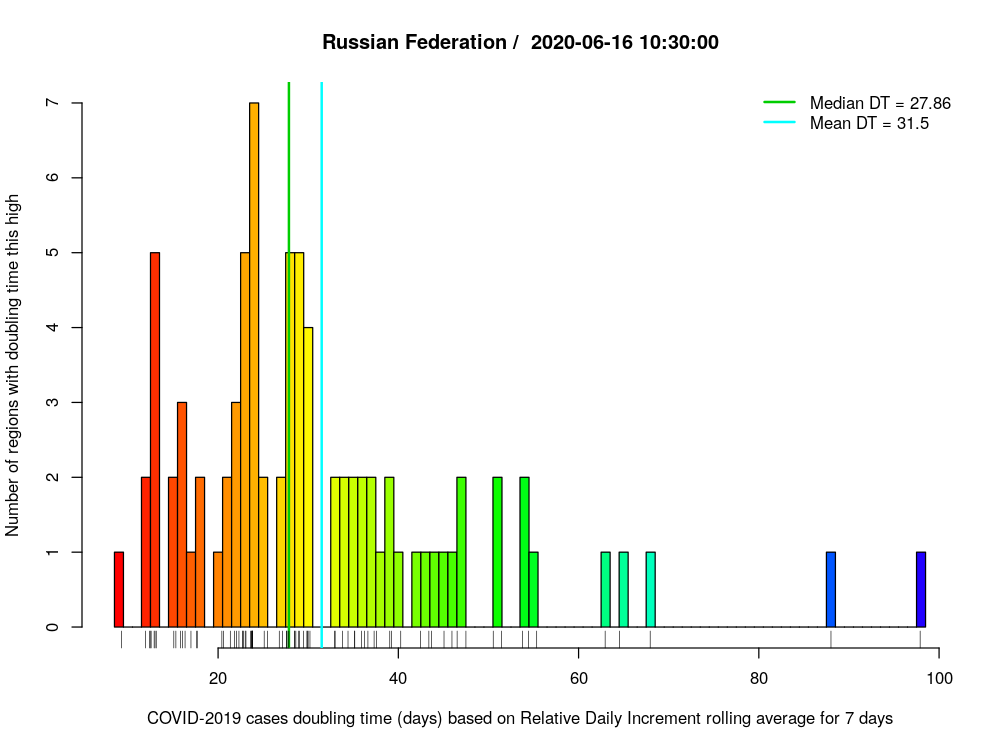 Russian Federation /  2020-06-16 10:30:00
Median DT = 27.86
Mean DT = 31.5
Number of regions with doubling time this high
7
6
5
4
3
2
1
0
20 40 60 80 100
COVID-2019 cases doubling time (days) based on Relative Daily Increment rolling average for 7 days